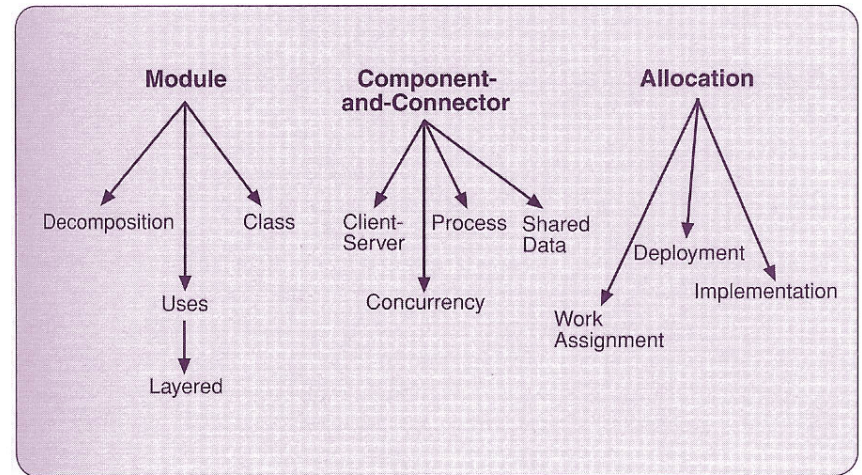 Module
Component-
and-Connector
Allocation
Decomposition
Class
Client-
Server
Process
Shared
Data
Deployment
Uses
Concurrency
Implementation
Work
Assignment
Layered